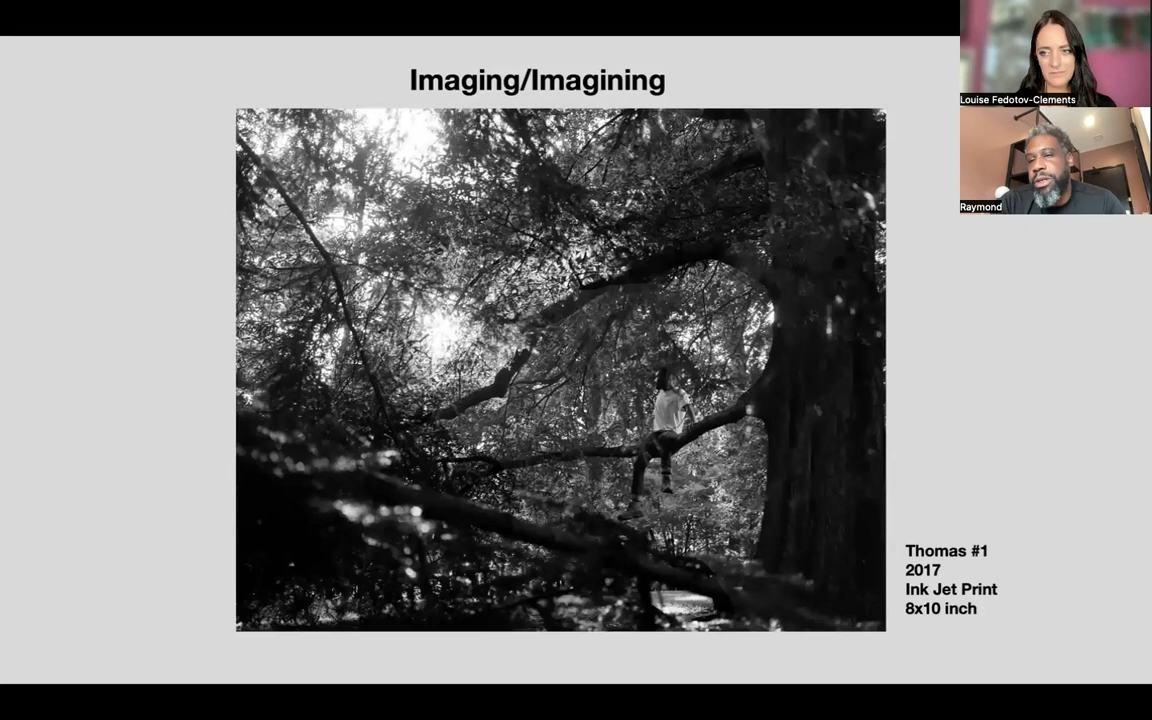 Imaging/Imagining
Louise Fedotov-Clements
Raymond
Thomas #1
2017
Ink Jet Print
8x10 inch